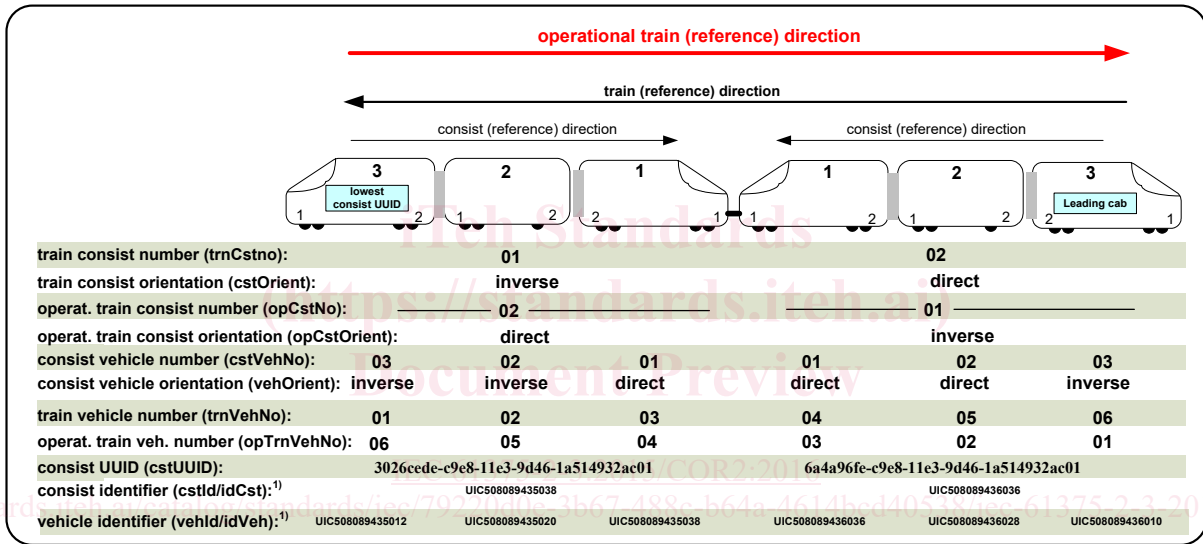 operational train (reference) direction
train (reference) direction
consist (reference) direction consist (reference) direction
3 2 1 1 2 3
lowest
consist UUID
Leading cab
1 2 1 2 2 1 1 2 1 2 2 1
iTeh Standards
train consist number (trnCstno): 01 02
train consist orientation (cstOrient): inverse direct
(https://standards.iteh.ai)
operat. train consist number (opCstNo): 02 01
operat. train consist orientation (opCstOrient): direct inverse
consist vehicle number (cstVehNo): 03 02 01 01 02 03
Document Preview
consist vehicle orientation (vehOrient): inverse inverse direct direct direct inverse
train vehicle number (trnVehNo): 01 02 03 04 05 06
operat. train veh. number (opTrnVehNo): 06 05 04 03 02 01
consist UUID (cstUUID): 3026cede-c9e8-11e3-9d46-1a514932ac01 6a4a96fe-c9e8-11e3-9d46-1a514932ac01
consist identifier (cstId/idCst):1) UIC508089435038 UIC508089436036
vehicle identifier (vehId/idVeh):1) UIC508089435012 UIC508089435020 UIC508089435038 UIC508089436036 UIC508089436028 UIC508089436010